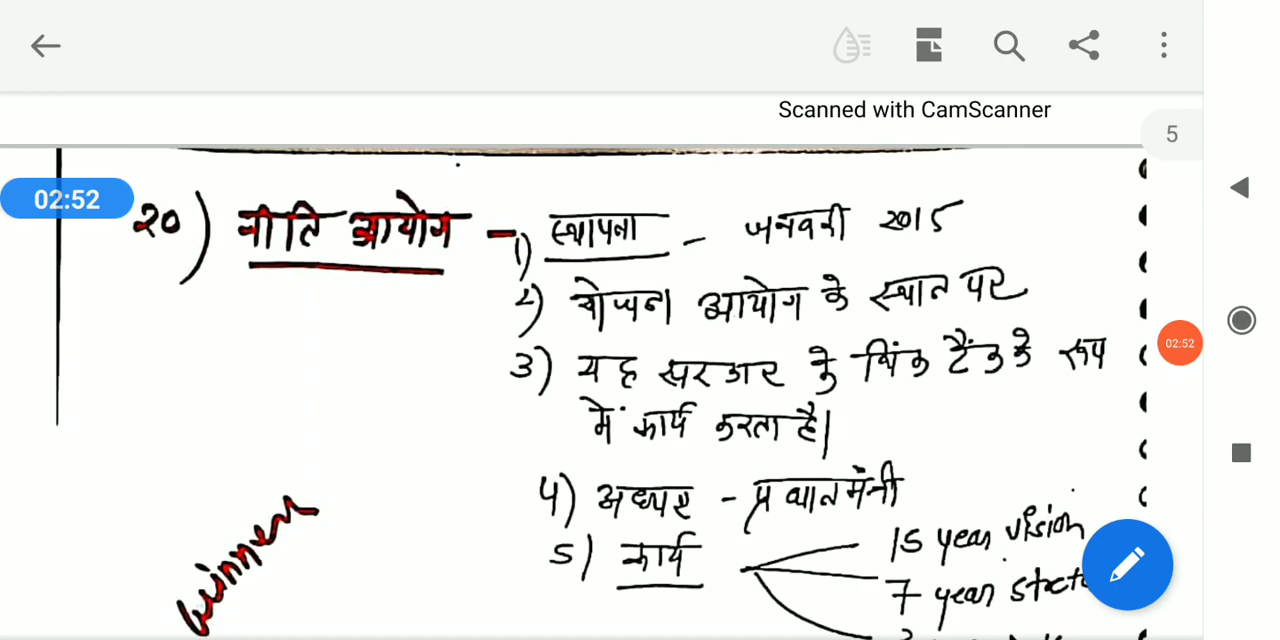 Scanned with CamScanner
5
02:52
20) नीति आयोग - 1) स्थापना - जनवरी 2015
2) योजना आयोग के स्थान पर
02:52
3) यह सरकार के थिंक टैंक के रूप
में कार्य करता है।
4) अध्यक्ष - प्रधानमंत्री
5) कार्य
15 year vision
7 year
winner